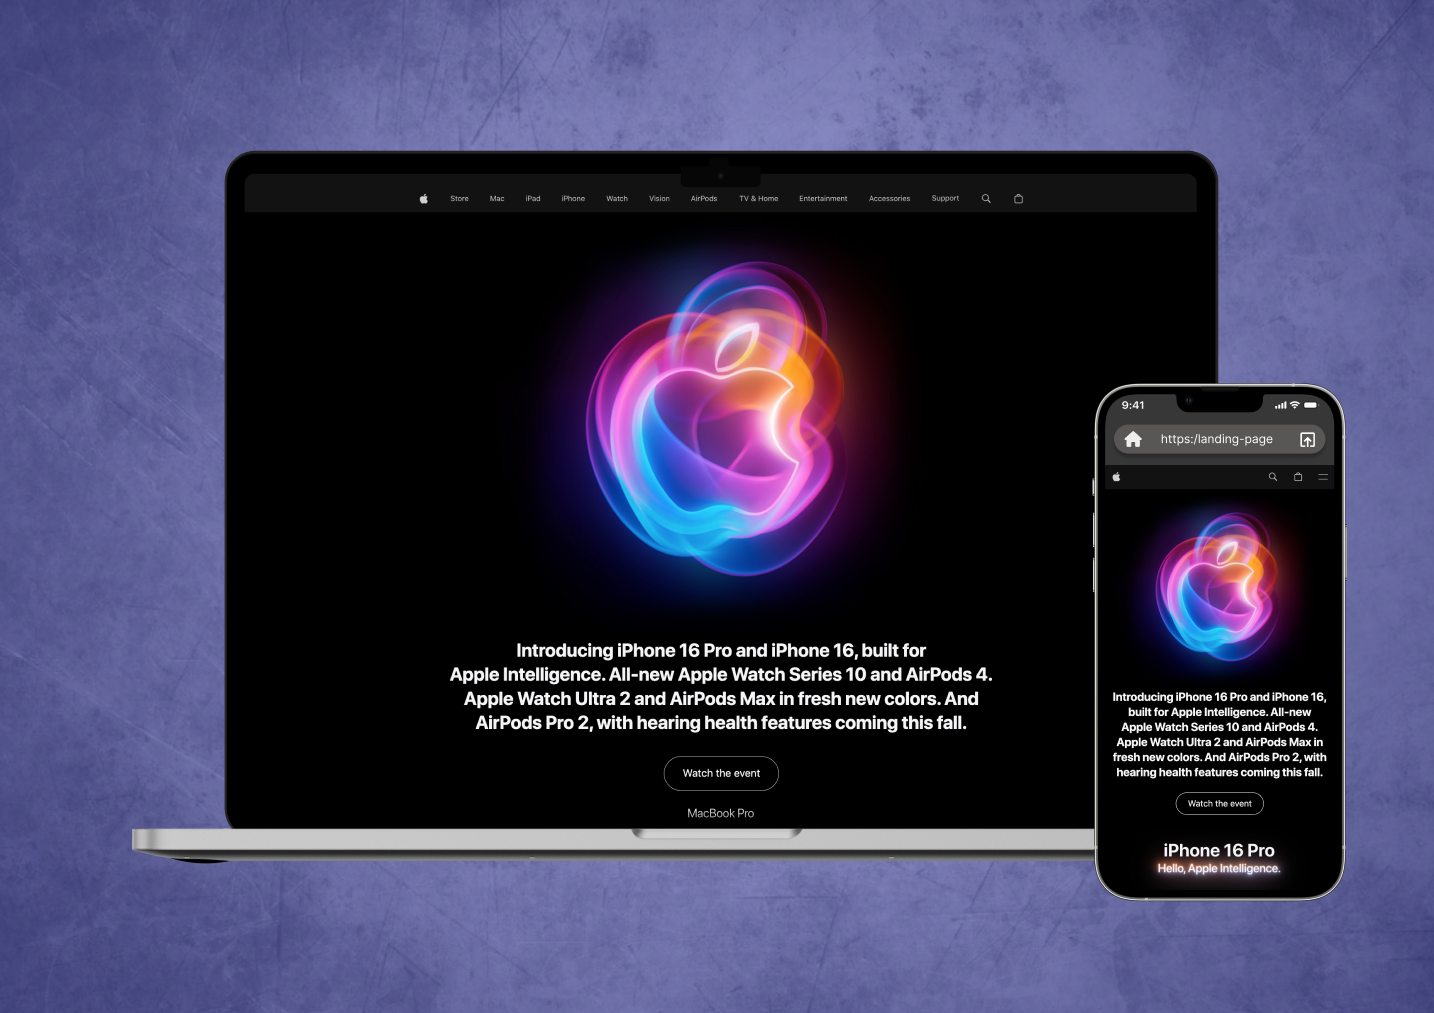 Store Mac iPad iPhone Watch Vision AirPods TV & Home Entertainment Accessories Support
Introducing iPhone 16 Pro and iPhone 16, built for
Apple Intelligence. All-new Apple Watch Series 10 and AirPods 4.
Apple Watch Ultra 2 and AirPods Max in fresh new colors. And
AirPods Pro 2, with hearing health features coming this fall.
Watch the event
MacBook Pro
9:41
https:/landing-page
Introducing iPhone 16 Pro and iPhone 16,
built for Apple Intelligence. All-new
Apple Watch Series 10 and AirPods 4.
Apple Watch Ultra 2 and AirPods Max in
fresh new colors. And AirPods Pro 2, with
hearing health features coming this fall.
Watch the event
iPhone 16 Pro
Hello, Apple Intelligence.